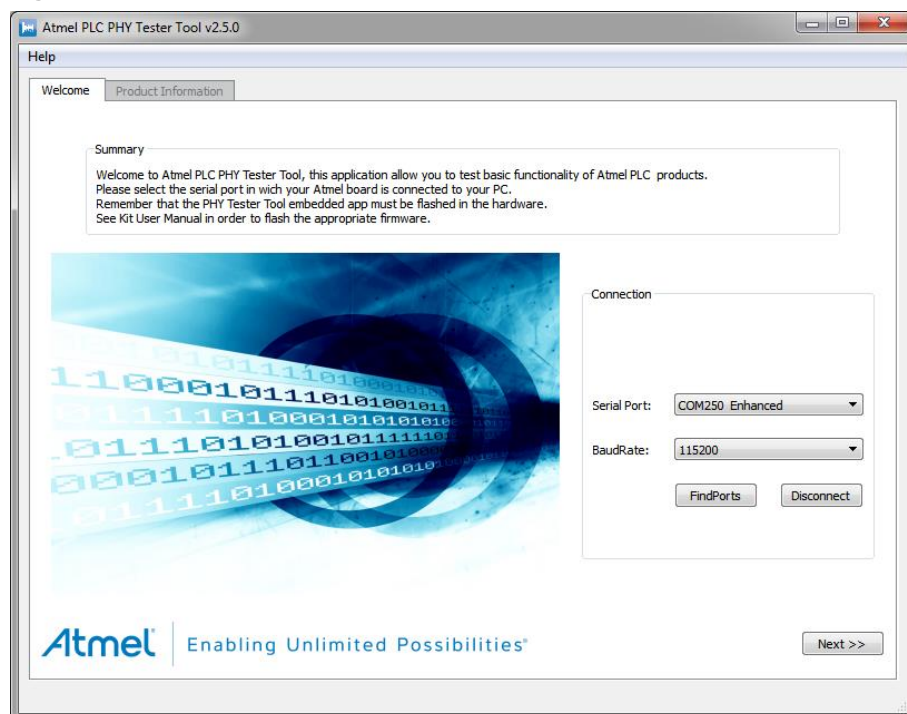 Atmel PLC PHY Tester Tool v2.5.0
Help
Welcome
Product Information
Summary
Welcome to Atmel PLC PHY Tester Tool, this application allow you to test basic functionality of Atmel PLC products.
Please select the serial port in wich your Atmel board is connected to your PC.
Remember that the PHY Tester Tool embedded app must be flashed in the hardware.
See Kit User Manual in order to flash the appropriate firmware.
Connection
Serial Port: COM250 Enhanced
BaudRate: 115200
FindPorts Disconnect
Atmel Enabling Unlimited Possibilities®
Next >>